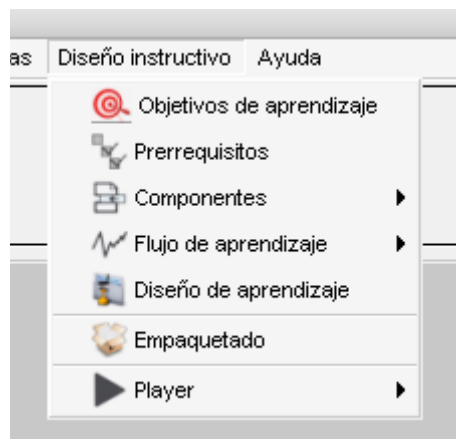 as Diseño instructivo Ayuda
Objetivos de aprendizaje
Prerrequisitos
Componentes
Flujo de aprendizaje
Diseño de aprendizaje
Empaquetado
Player